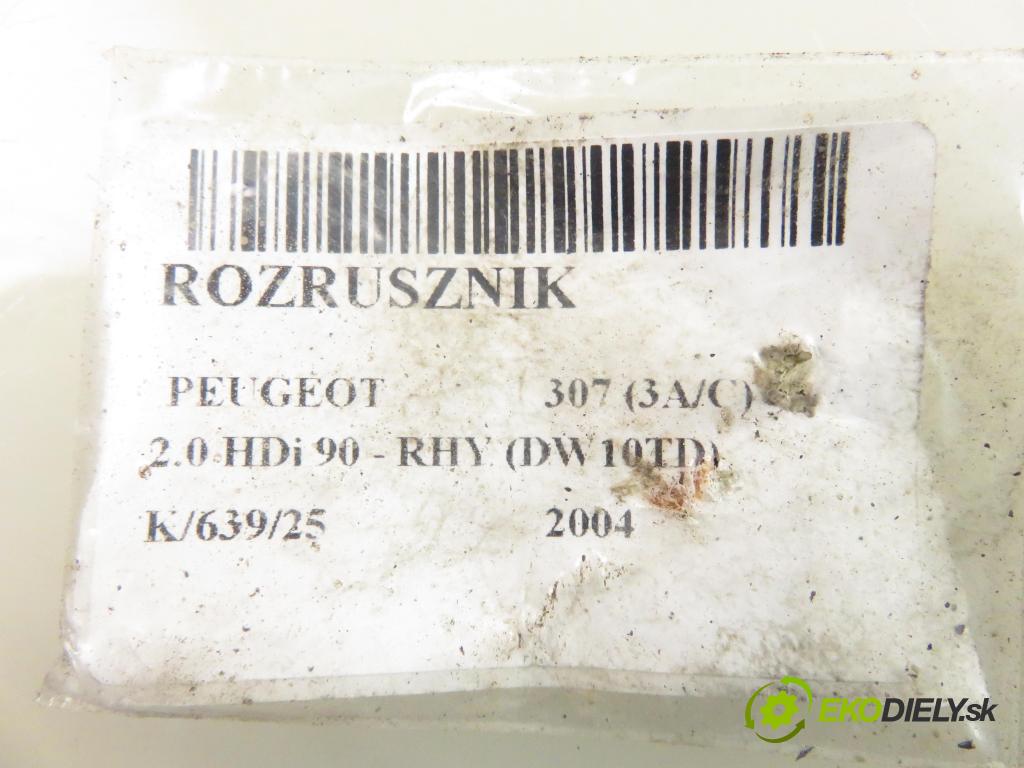 ROZRUSZNIK
PEUGEOT 307 (3A/C)
2.0 HDi 90 - RHY (DW10TD)
K/639/25 2004
EKODIELY.sk